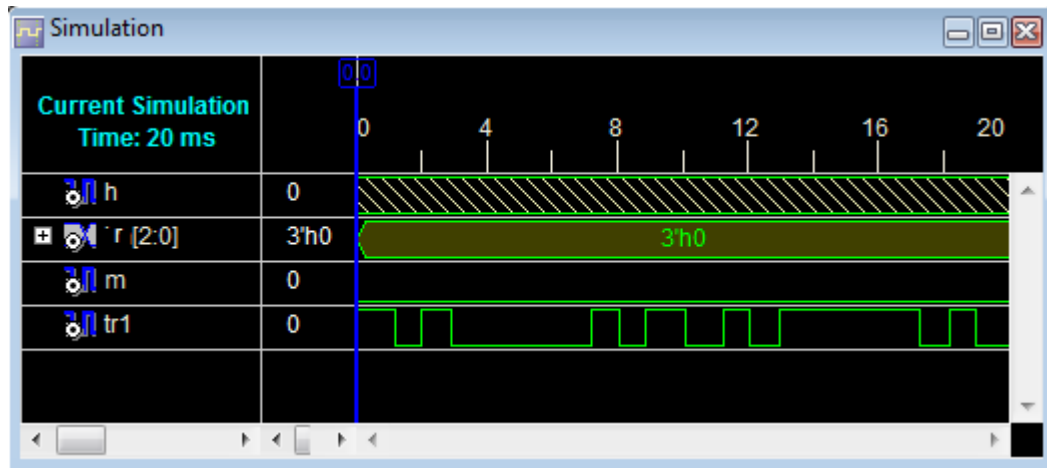 Simulation
0.0
Current Simulation
Time: 20 ms
0 4 8 12 16 20
h 0
r [2:0] 3'h0 3'h0
m 0
tr1 0